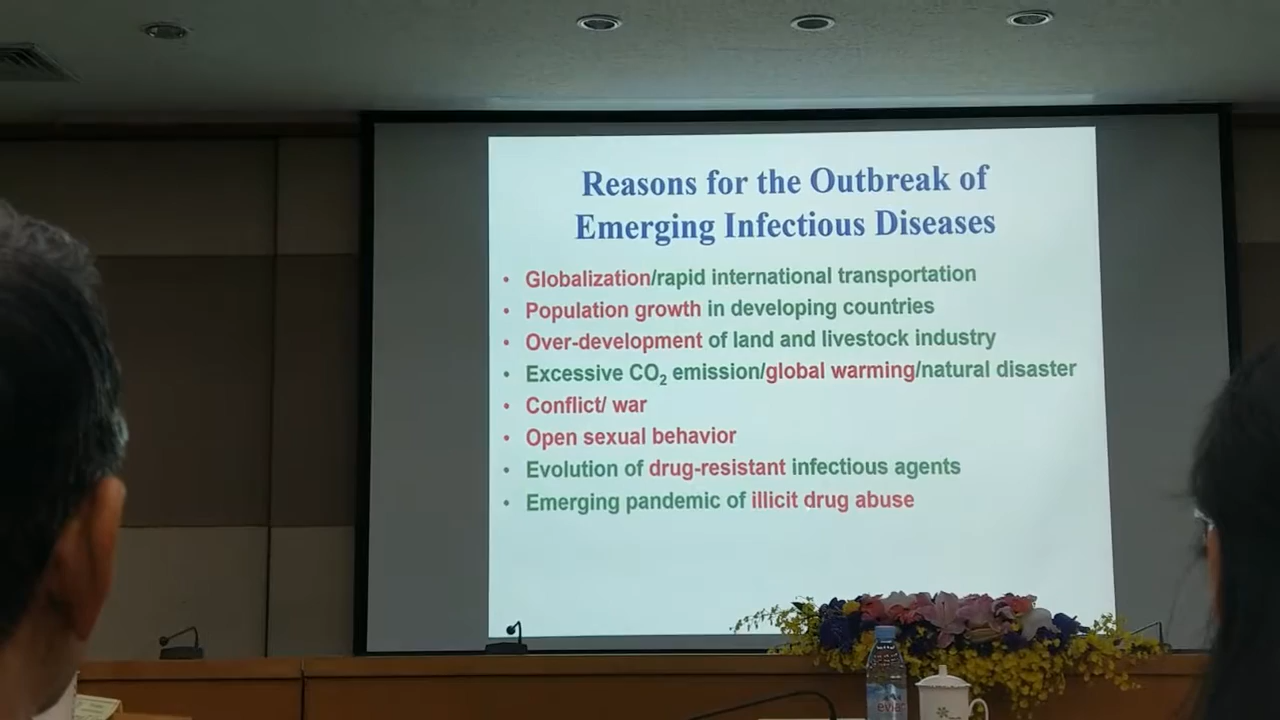 Reasons for the Outbreak of
Emerging Infectious Diseases
• Globalization/rapid international transportation
• Population growth in developing countries
• Over-development of land and livestock industry
• Excessive CO₂ emission/global warming/natural disaster
• Conflict/ war
• Open sexual behavior
• Evolution of drug-resistant infectious agents
• Emerging pandemic of illicit drug abuse